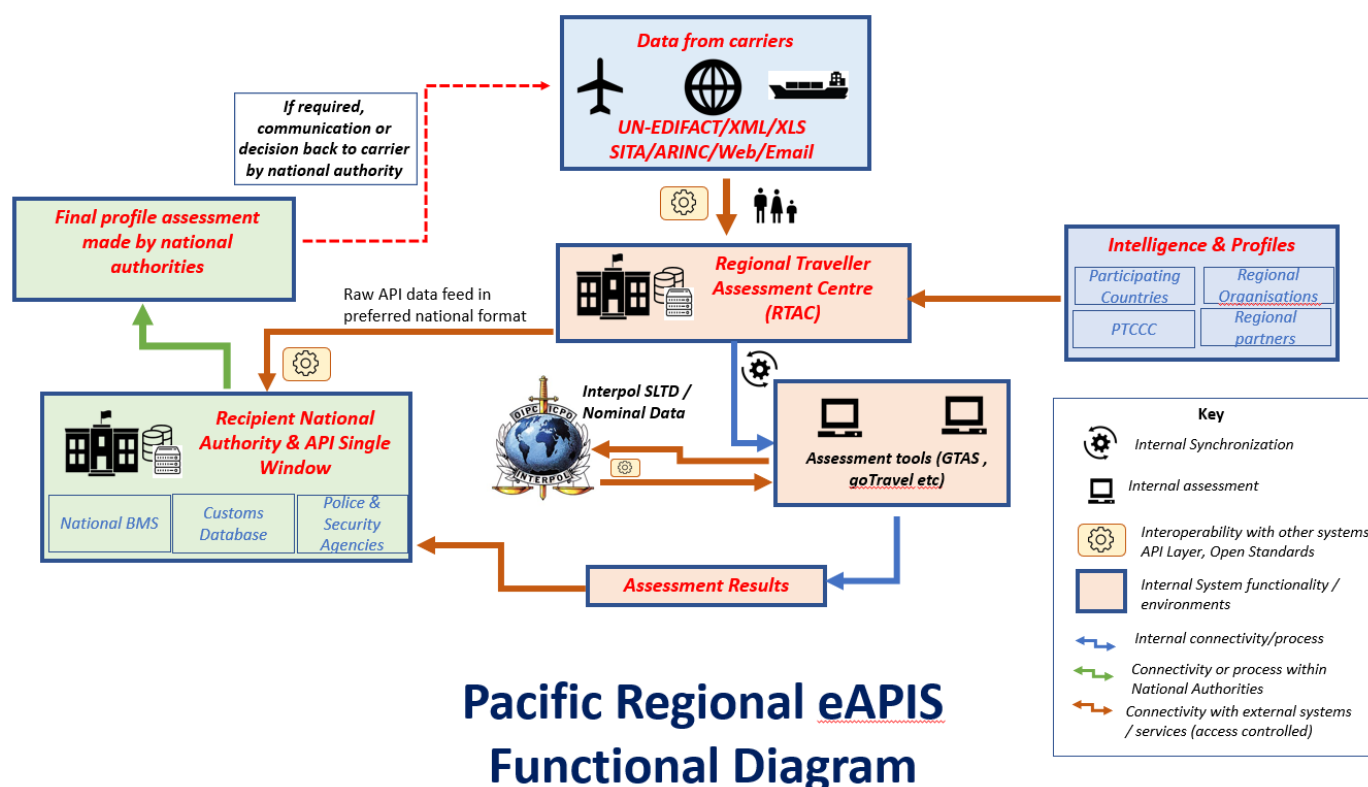 Data from carriers
UN-EDIFACT/XML/XLS
SITA/ARINC/Web/Email
If required,
communication or
decision back to carrier
by national authority
Final profile assessment
made by national
authorities
Regional Traveller
Assessment Centre
(RTAC)
Intelligence & Profiles
Participating
Countries
Regional
Organisations
PTCCC
Regional
partners
Raw API data feed in
preferred national format
Recipient National
Authority & API Single
Window
National BMS
Customs
Database
Police &
Security
Agencies
Interpol SLTD /
Nominal Data
OIPC ICPO
INTERPOL
Assessment tools (GTAS ,
goTravel etc)
Assessment Results
Key
Internal Synchronization
Internal assessment
Interoperability with other systems
API Layer, Open Standards
Internal System functionality /
environments
Internal connectivity/process
Connectivity or process within
National Authorities
Connectivity with external systems
/ services (access controlled)
Pacific Regional eAPIS
Functional Diagram